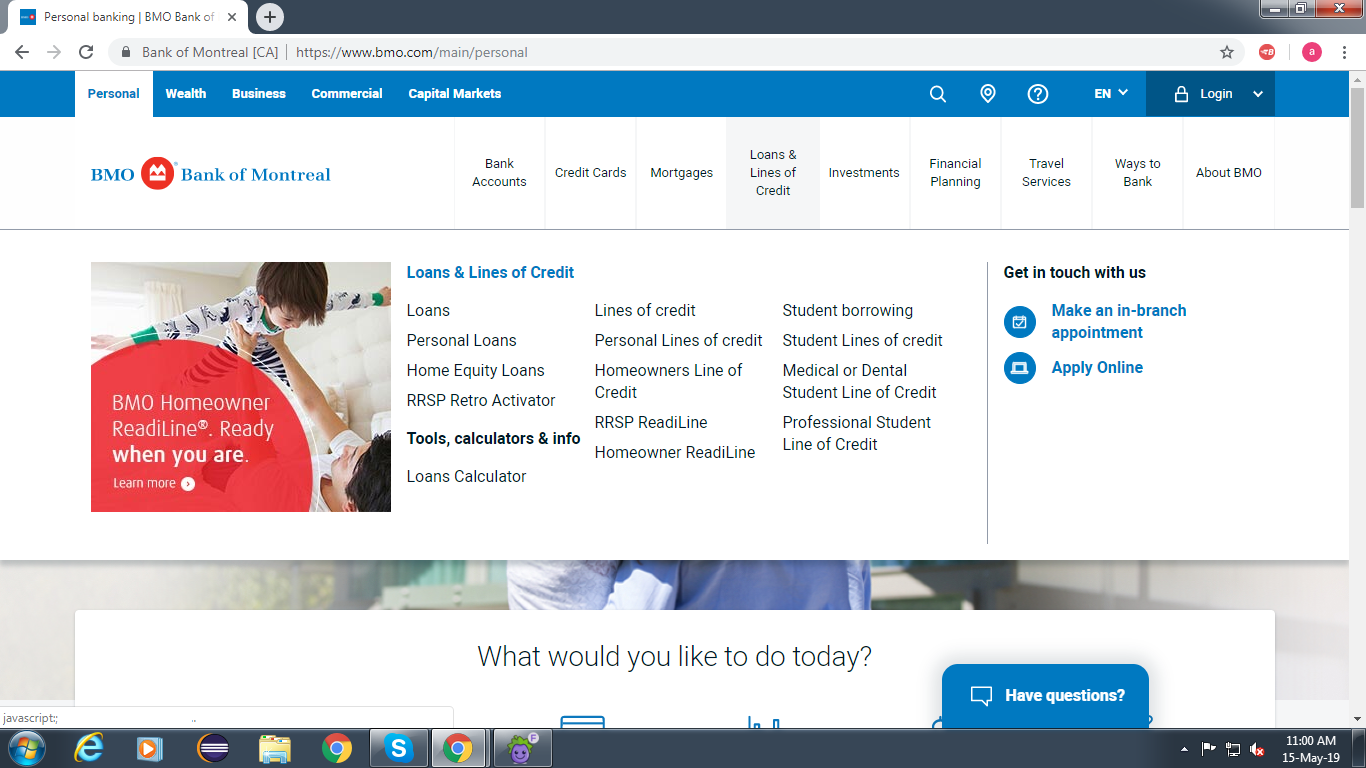 Personal banking | BMO Bank of
Bank of Montreal [CA] | https://www.bmo.com/main/personal
a
Personal Wealth Business Commercial Capital Markets EN Login
BMO Bank of Montreal
Bank
Accounts
Credit Cards
Mortgages
Loans &
Lines of
Credit
Investments
Financial
Planning
Travel
Services
Ways to
Bank
About BMO
BMO Homeowner
ReadiLine®. Ready
when you are.
Learn more
Loans & Lines of Credit
Loans
Personal Loans
Home Equity Loans
RRSP Retro Activator
Tools, calculators & info
Loans Calculator
Lines of credit
Personal Lines of credit
Homeowners Line of
Credit
RRSP ReadiLine
Homeowner ReadiLine
Student borrowing
Student Lines of credit
Medical or Dental
Student Line of Credit
Professional Student
Line of Credit
Get in touch with us
Make an in-branch
appointment
Apply Online
What would you like to do today?
Have questions?
javascript:; ..
F
11:00 AM
15-May-19